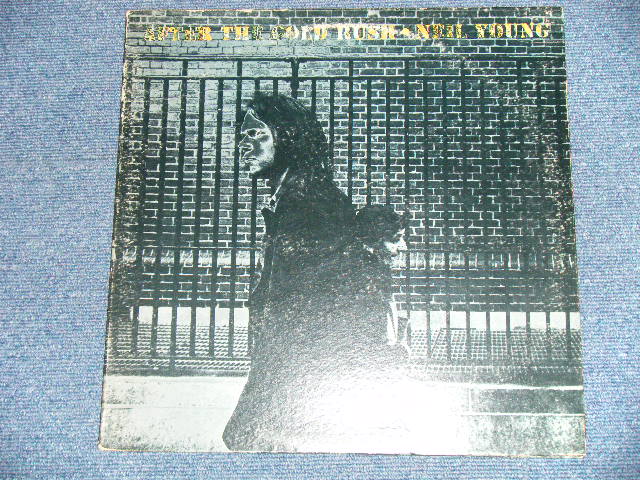 AFTER THE GOLD RUSH • NEIL YOUNG